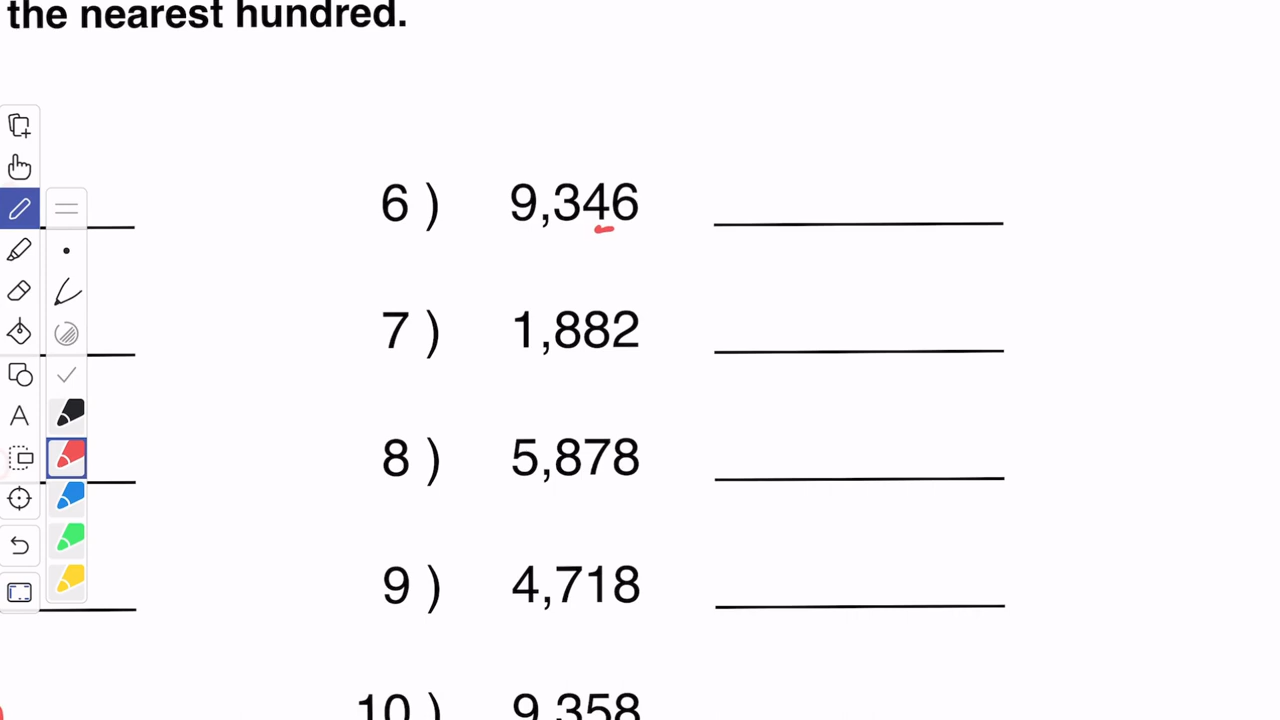 the nearest hundred.
6 ) 9,346
7 ) 1,882
8 ) 5,878
9 ) 4,718
10 ) 9,358